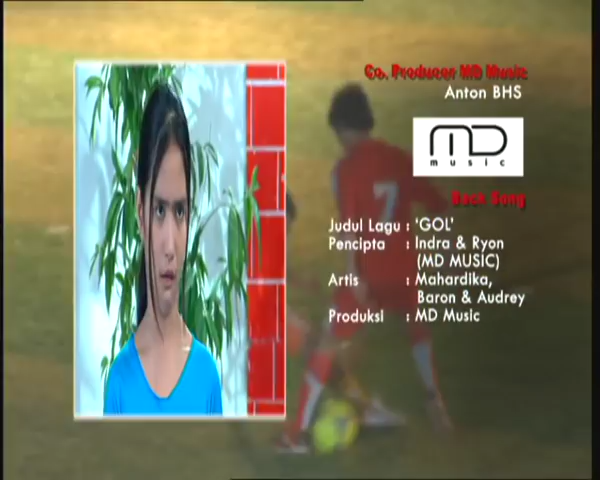 Co. Producer MD Music
Anton BHS
MD
music
Back Song
Judul Lagu : 'GOL'
Pencipta : Indra & Ryon
(MD MUSIC)
Artis : Mahardika,
Baron & Audrey
Produksi : MD Music
7